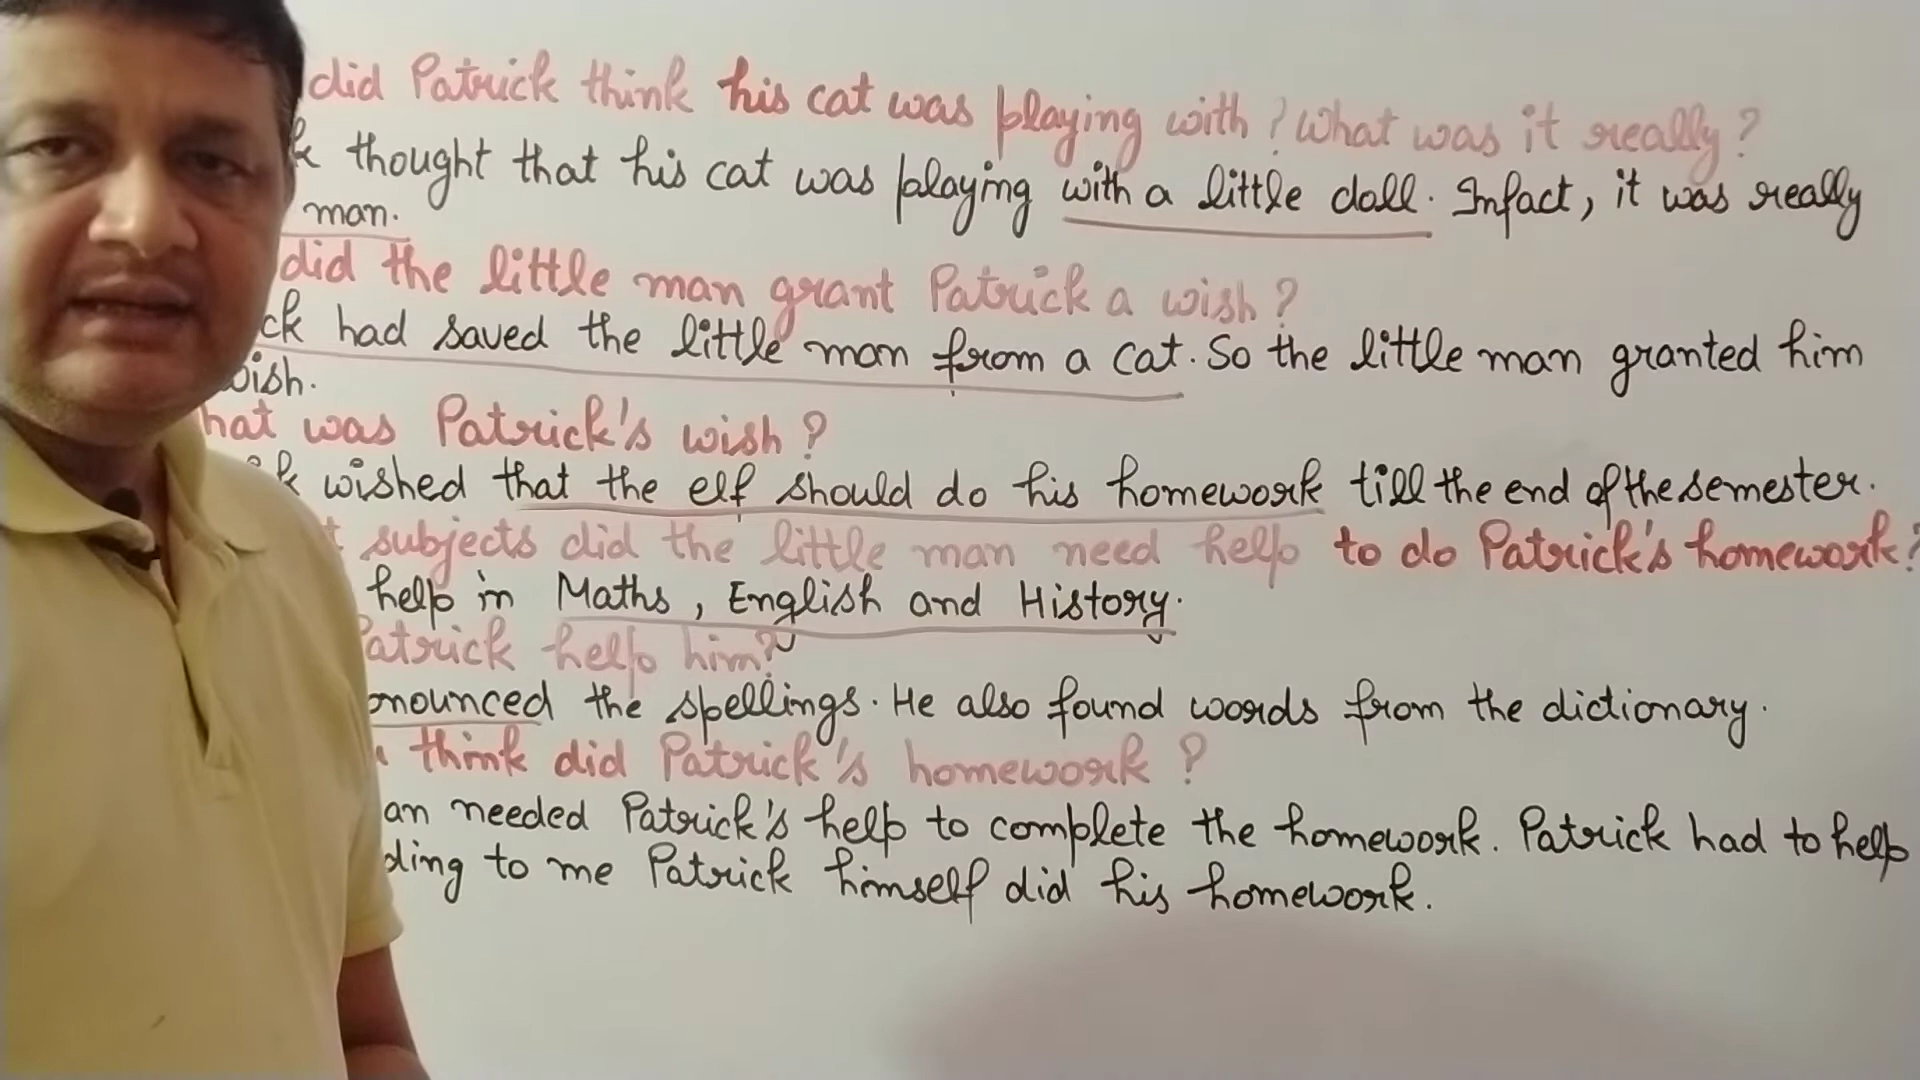 did Patrick think his cat was playing with? What was it really?
thought that his cat was playing with a little doll. Infact, it was really
man.
did the little man grant Patrick a wish?
ck had saved the little man from a cat. So the little man granted him
wish.
hat was Patrick's wish?
wished that the elf should do his homework till the end of the semester.
subjects did the little man need help to do Patrick's homework?
help in Maths, English and History.
Patrick help him?
nounced the spellings. He also found words from the dictionary.
think did Patrick's homework?
an needed Patrick's help to complete the homework. Patrick had to help
ding to me Patrick himself did his homework.